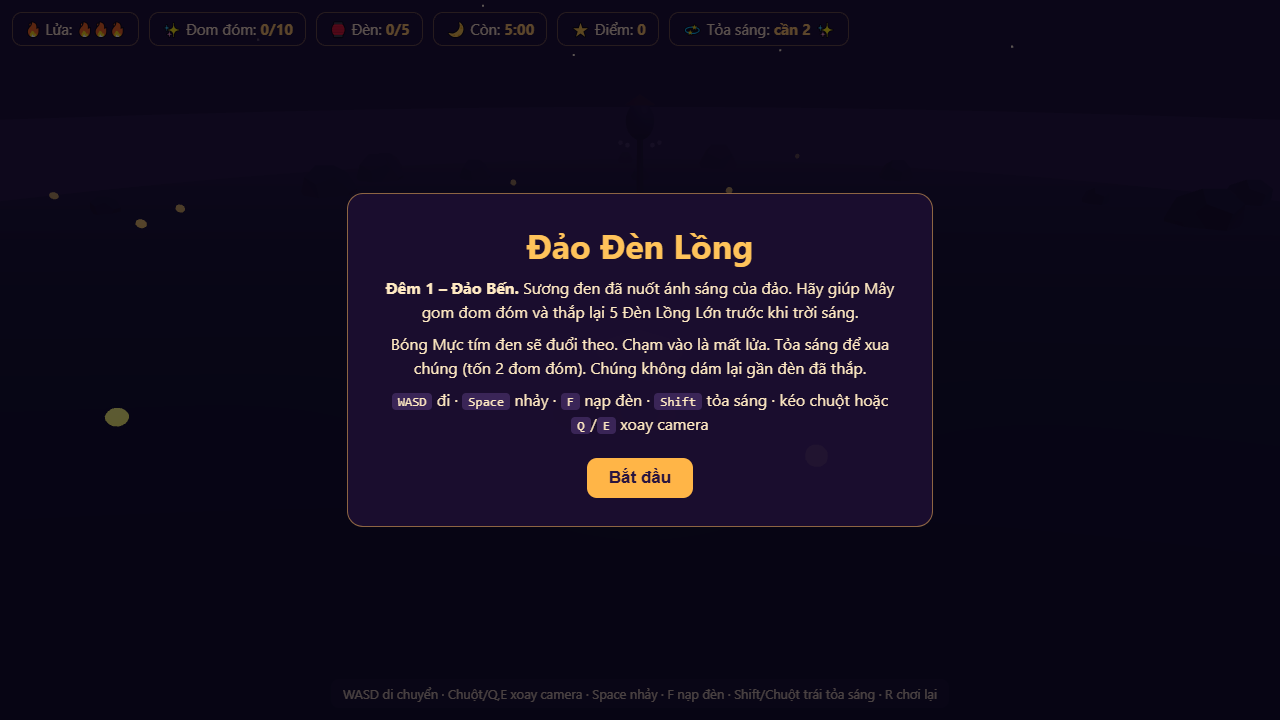 Lửa:
Đom đóm: 0/10
Đèn: 0/5
Còn: 5:00
Điểm: 0
Tỏa sáng: cần 2
Đảo Đèn Lồng
Đêm 1 – Đảo Bến. Sương đen đã nuốt ánh sáng của đảo. Hãy giúp Mây
gom đom đóm và thắp lại 5 Đèn Lồng Lớn trước khi trời sáng.
Bóng Mực tím đen sẽ đuổi theo. Chạm vào là mất lửa. Tỏa sáng để xua
chúng (tốn 2 đom đóm). Chúng không dám lại gần đèn đã thắp.
WASD đi · Space nhảy · F nạp đèn · Shift tỏa sáng · kéo chuột hoặc
Q/E xoay camera
Bắt đầu
WASD di chuyển · Chuột/Q,E xoay camera · Space nhảy · F nạp đèn · Shift/Chuột trái tỏa sáng · R chơi lại